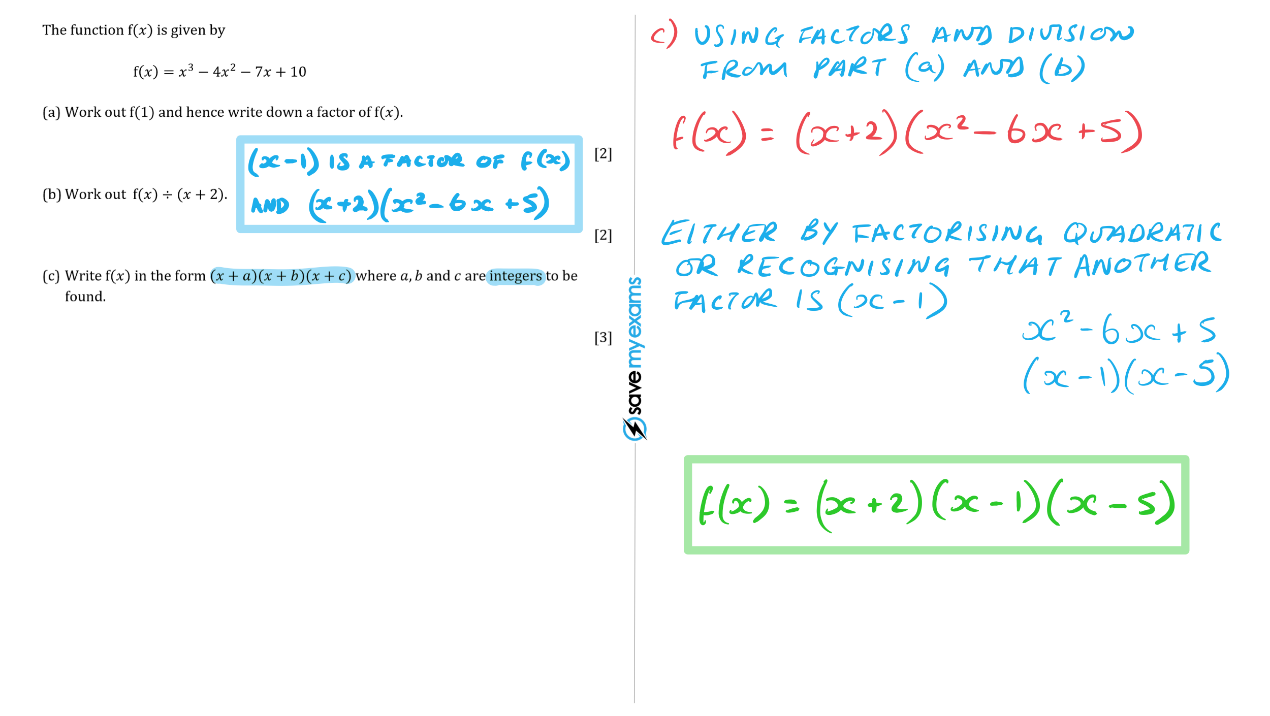 The function f(x) is given by
f(x) = x³ − 4x² − 7x + 10
(a) Work out f(1) and hence write down a factor of f(x).
(x − 1) IS A FACTOR OF f(x)
[2]
(b) Work out f(x) ÷ (x + 2).
AND (x + 2)(x² − 6x + 5)
[2]
(c) Write f(x) in the form (x + a)(x + b)(x + c) where a, b and c are integers to be
found.
[3]
save my exams
c) USING FACTORS AND DIVISION
FROM PART (a) AND (b)
f(x) = (x+2)(x² − 6x + 5)
EITHER BY FACTORISING QUADRATIC
OR RECOGNISING THAT ANOTHER
FACTOR IS (x − 1)
x² − 6x + 5
(x − 1)(x − 5)
f(x) = (x + 2)(x − 1)(x − 5)